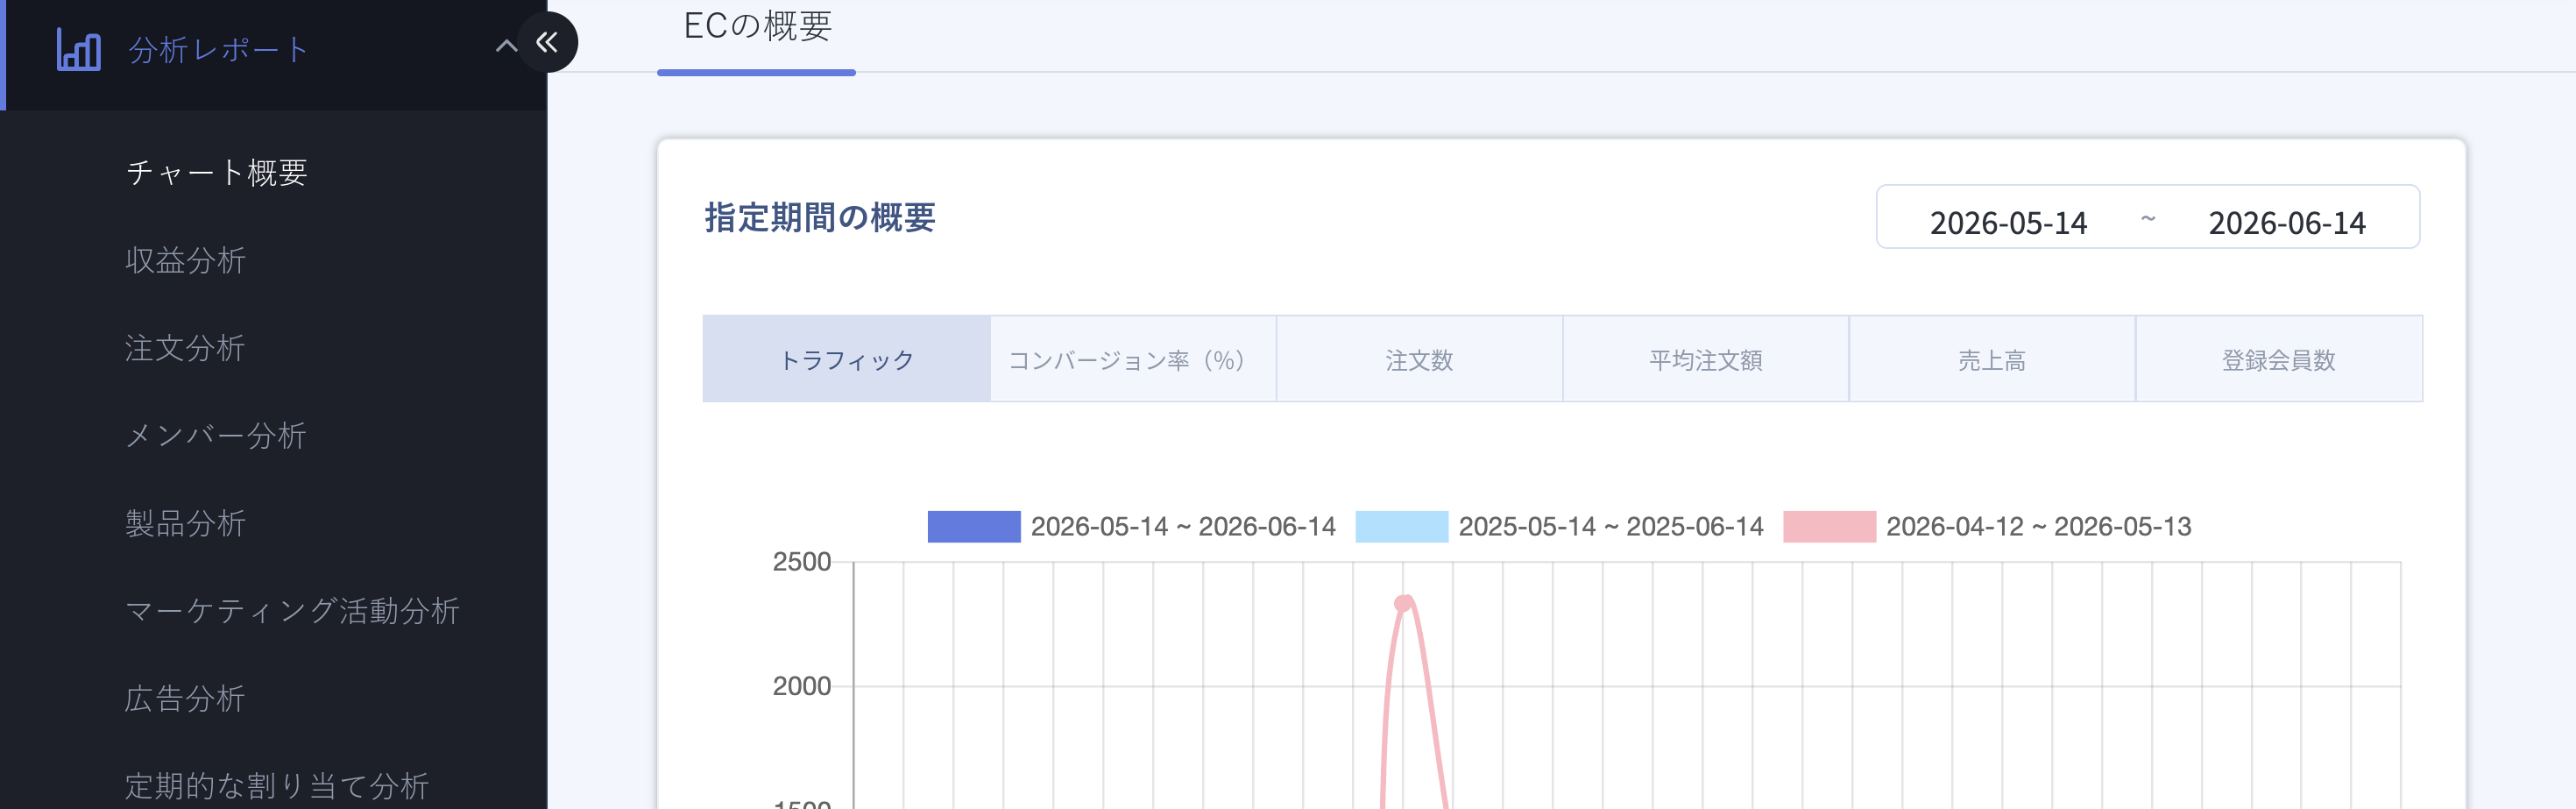 分析レポート
チャート概要
収益分析
注文分析
メンバー分析
製品分析
マーケティング活動分析
広告分析
定期的な割り当て分析
ECの概要
指定期間の概要
2026-05-14 ~ 2026-06-14
トラフィック コンバージョン率（%） 注文数 平均注文額 売上高 登録会員数
2026-05-14 ~ 2026-06-14 2025-05-14 ~ 2025-06-14 2026-04-12 ~ 2026-05-13
2500
2000
1500